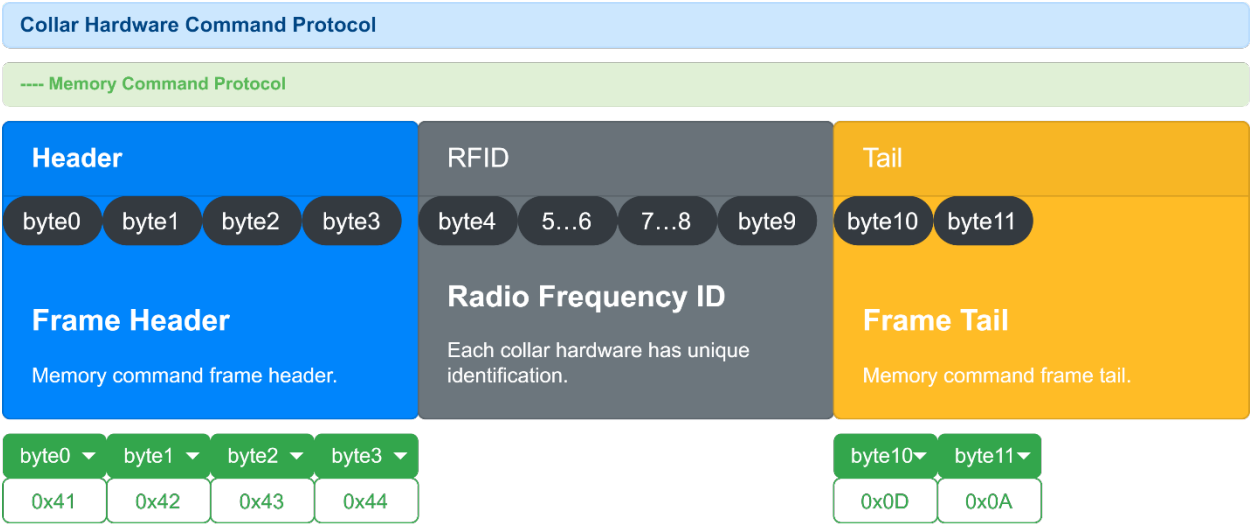 Collar Hardware Command Protocol
---- Memory Command Protocol
Header RFID Tail
byte0 byte1 byte2 byte3 byte4 5...6 7...8 byte9 byte10 byte11
Frame Header
Memory command frame header.
Radio Frequency ID
Each collar hardware has unique
identification.
Frame Tail
Memory command frame tail.
byte0 byte1 byte2 byte3 byte10 byte11
0x41 0x42 0x43 0x44 0x0D 0x0A